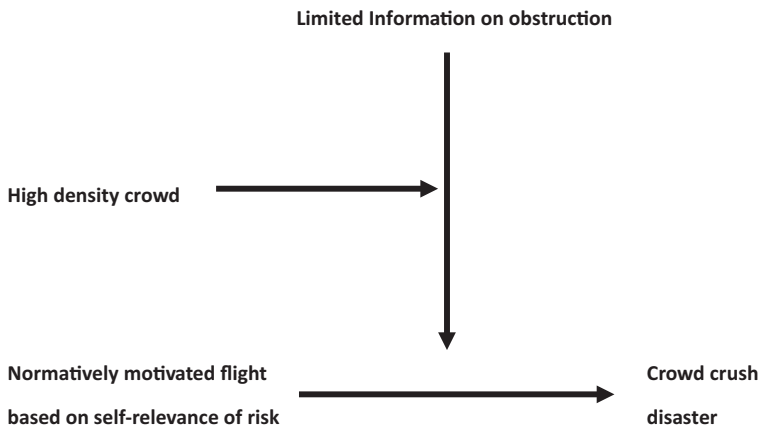 Limited Information on obstruction
High density crowd
Normatively motivated flight
based on self-relevance of risk
Crowd crush
disaster